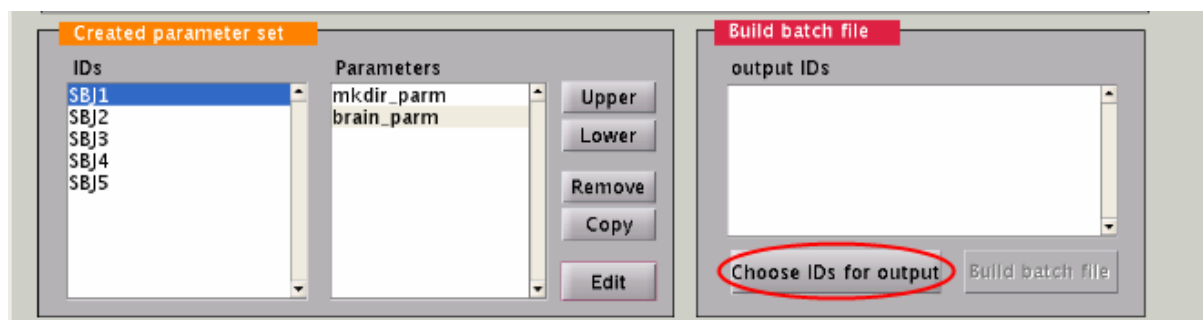 Created parameter set
IDs
SBJ1
SBJ2
SBJ3
SBJ4
SBJ5
Parameters
mkdir_parm
brain_parm
Upper
Lower
Remove
Copy
Edit
Build batch file
output IDs
Choose IDs for output
Build batch file